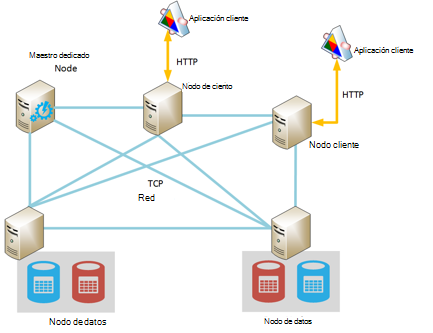 Aplicación cliente
Aplicación cliente
Maestro dedicado
Node
HTTP
Nodo de ciento
HTTP
Nodo cliente
TCP
Red
Nodo de datos
Nodo de datos